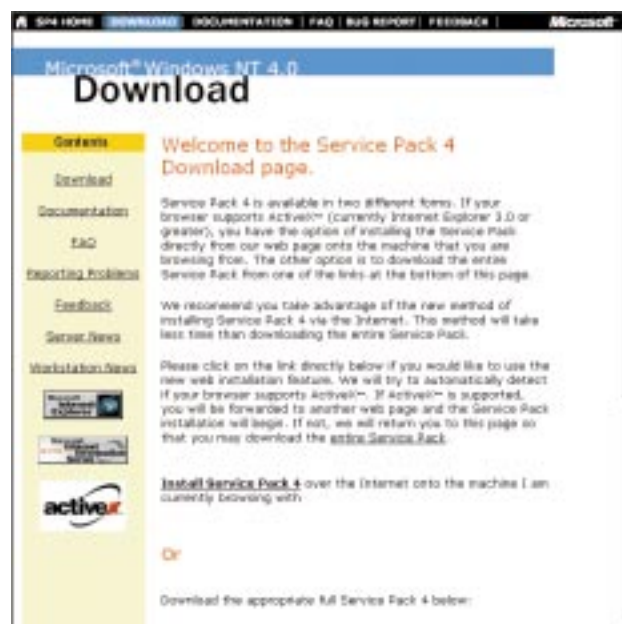 SP4 HOME DOWNLOAD DOCUMENTATION | FAQ | BUG REPORT | FEEDBACK | Microsoft
Microsoft® Windows NT 4.0
Download
Contents
Download
Documentation
FAQ
Reporting Problems
Feedback
Server News
Workstation News
Microsoft Internet Explorer
Microsoft Internet Information Server
activex
Welcome to the Service Pack 4
Download page.
Service Pack 4 is available in two different forms. If your
browser supports ActiveX™ (currently Internet Explorer 3.0 or
greater), you have the option of installing the Service Pack
directly from our web page onto the machine that you are
browsing from. The other option is to download the entire
Service Pack from one of the links at the bottom of this page.
We recommend you take advantage of the new method of
installing Service Pack 4 via the Internet. This method will take
less time than downloading the entire Service Pack.
Please click on the link directly below if you would like to use the
new web installation feature. We will try to automatically detect
if your browser supports ActiveX™. If ActiveX™ is supported,
you will be forwarded to another web page and the Service Pack
installation will begin. If not, we will return you to this page so
that you may download the entire Service Pack.
Install Service Pack 4 over the Internet onto the machine I am
currently browsing with
Or
Download the appropriate full Service Pack 4 below: